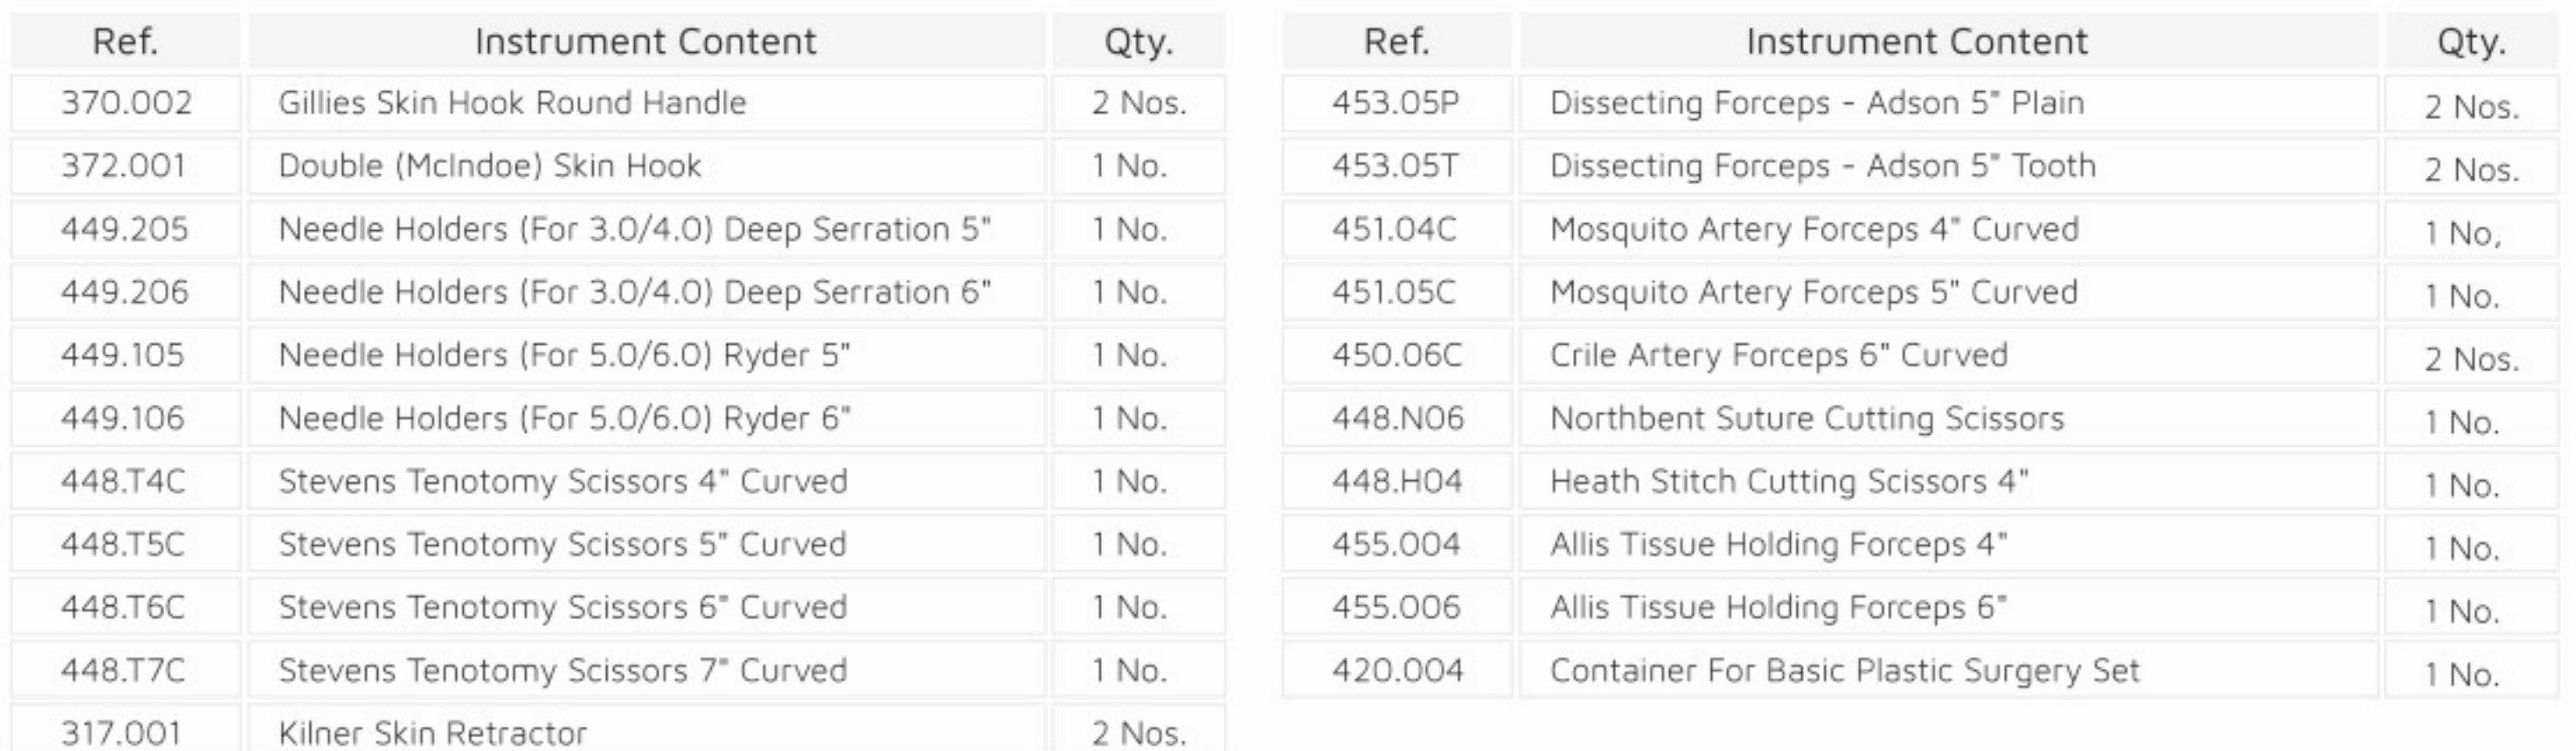 Ref. Instrument Content Qty.
370.002 Gillies Skin Hook Round Handle 2 Nos.
372.001 Double (McIndoe) Skin Hook 1 No.
449.205 Needle Holders (For 3.0/4.0) Deep Serration 5" 1 No.
449.206 Needle Holders (For 3.0/4.0) Deep Serration 6" 1 No.
449.105 Needle Holders (For 5.0/6.0) Ryder 5" 1 No.
449.106 Needle Holders (For 5.0/6.0) Ryder 6" 1 No.
448.T4C Stevens Tenotomy Scissors 4" Curved 1 No.
448.T5C Stevens Tenotomy Scissors 5" Curved 1 No.
448.T6C Stevens Tenotomy Scissors 6" Curved 1 No.
448.T7C Stevens Tenotomy Scissors 7" Curved 1 No.
317.001 Kilner Skin Retractor 2 Nos.
Ref. Instrument Content Qty.
453.05P Dissecting Forceps - Adson 5" Plain 2 Nos.
453.05T Dissecting Forceps - Adson 5" Tooth 2 Nos.
451.04C Mosquito Artery Forceps 4" Curved 1 No,
451.05C Mosquito Artery Forceps 5" Curved 1 No.
450.06C Crile Artery Forceps 6" Curved 2 Nos.
448.N06 Northbent Suture Cutting Scissors 1 No.
448.H04 Heath Stitch Cutting Scissors 4" 1 No.
455.004 Allis Tissue Holding Forceps 4" 1 No.
455.006 Allis Tissue Holding Forceps 6" 1 No.
420.004 Container For Basic Plastic Surgery Set 1 No.